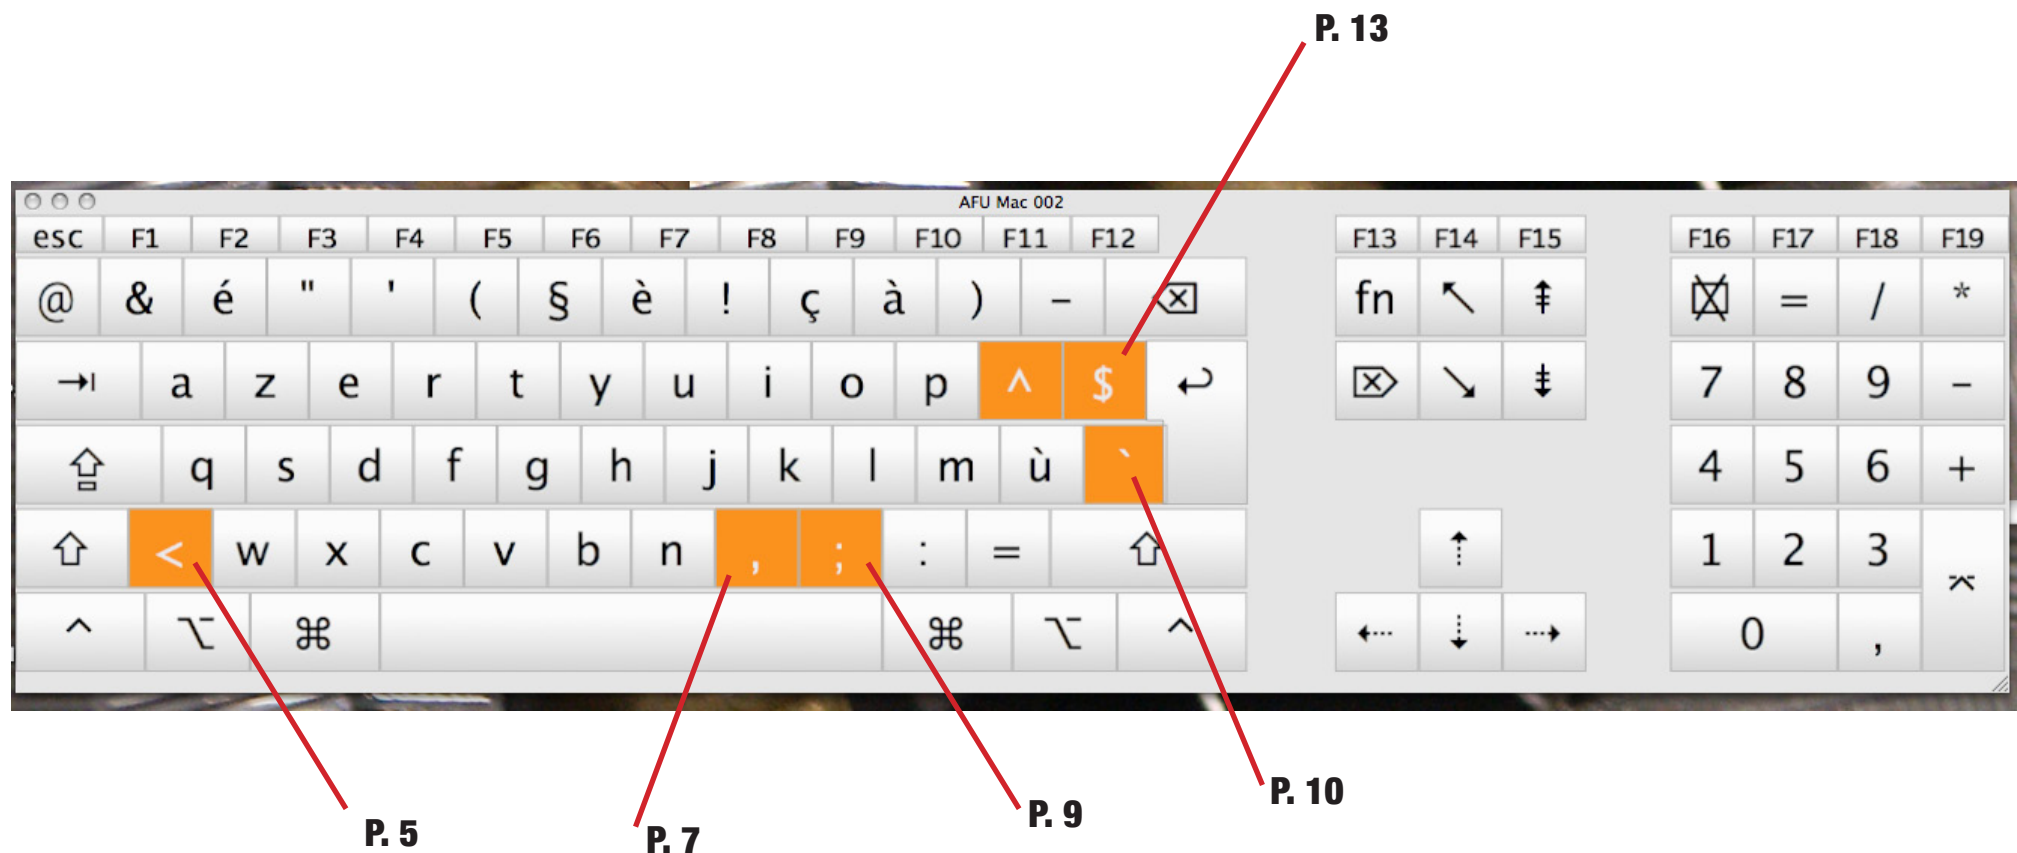 P. 13
AFU Mac 002
esc F1 F2 F3 F4 F5 F6 F7 F8 F9 F10 F11 F12 F13 F14 F15 F16 F17 F18 F19
@ & é " ' ( § è ! ç à ) – ⌫ fn ↖ ⇞ = / *
⇥ a z e r t y u i o p ^ $ ↩ ⌦ ↘ ⇟ 7 8 9 –
⇪ q s d f g h j k l m ù ` 4 5 6 +
⇧ < w x c v b n , ; : = ⇧ ⇡ 1 2 3 ⌤
^ ⌥ ⌘ ⌘ ⌥ ^ ⇠ ⇣ ⇢ 0 ,
P. 10
P. 9
P. 5
P. 7